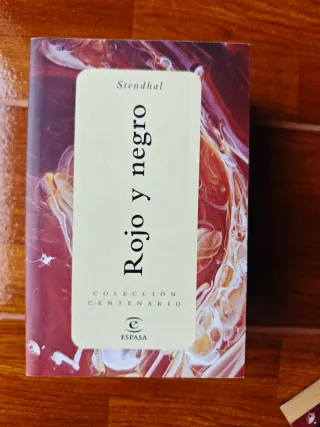 Stendhal
Rojo y negro
COLECCIÓN
CENTENARIO
e
ESPASA